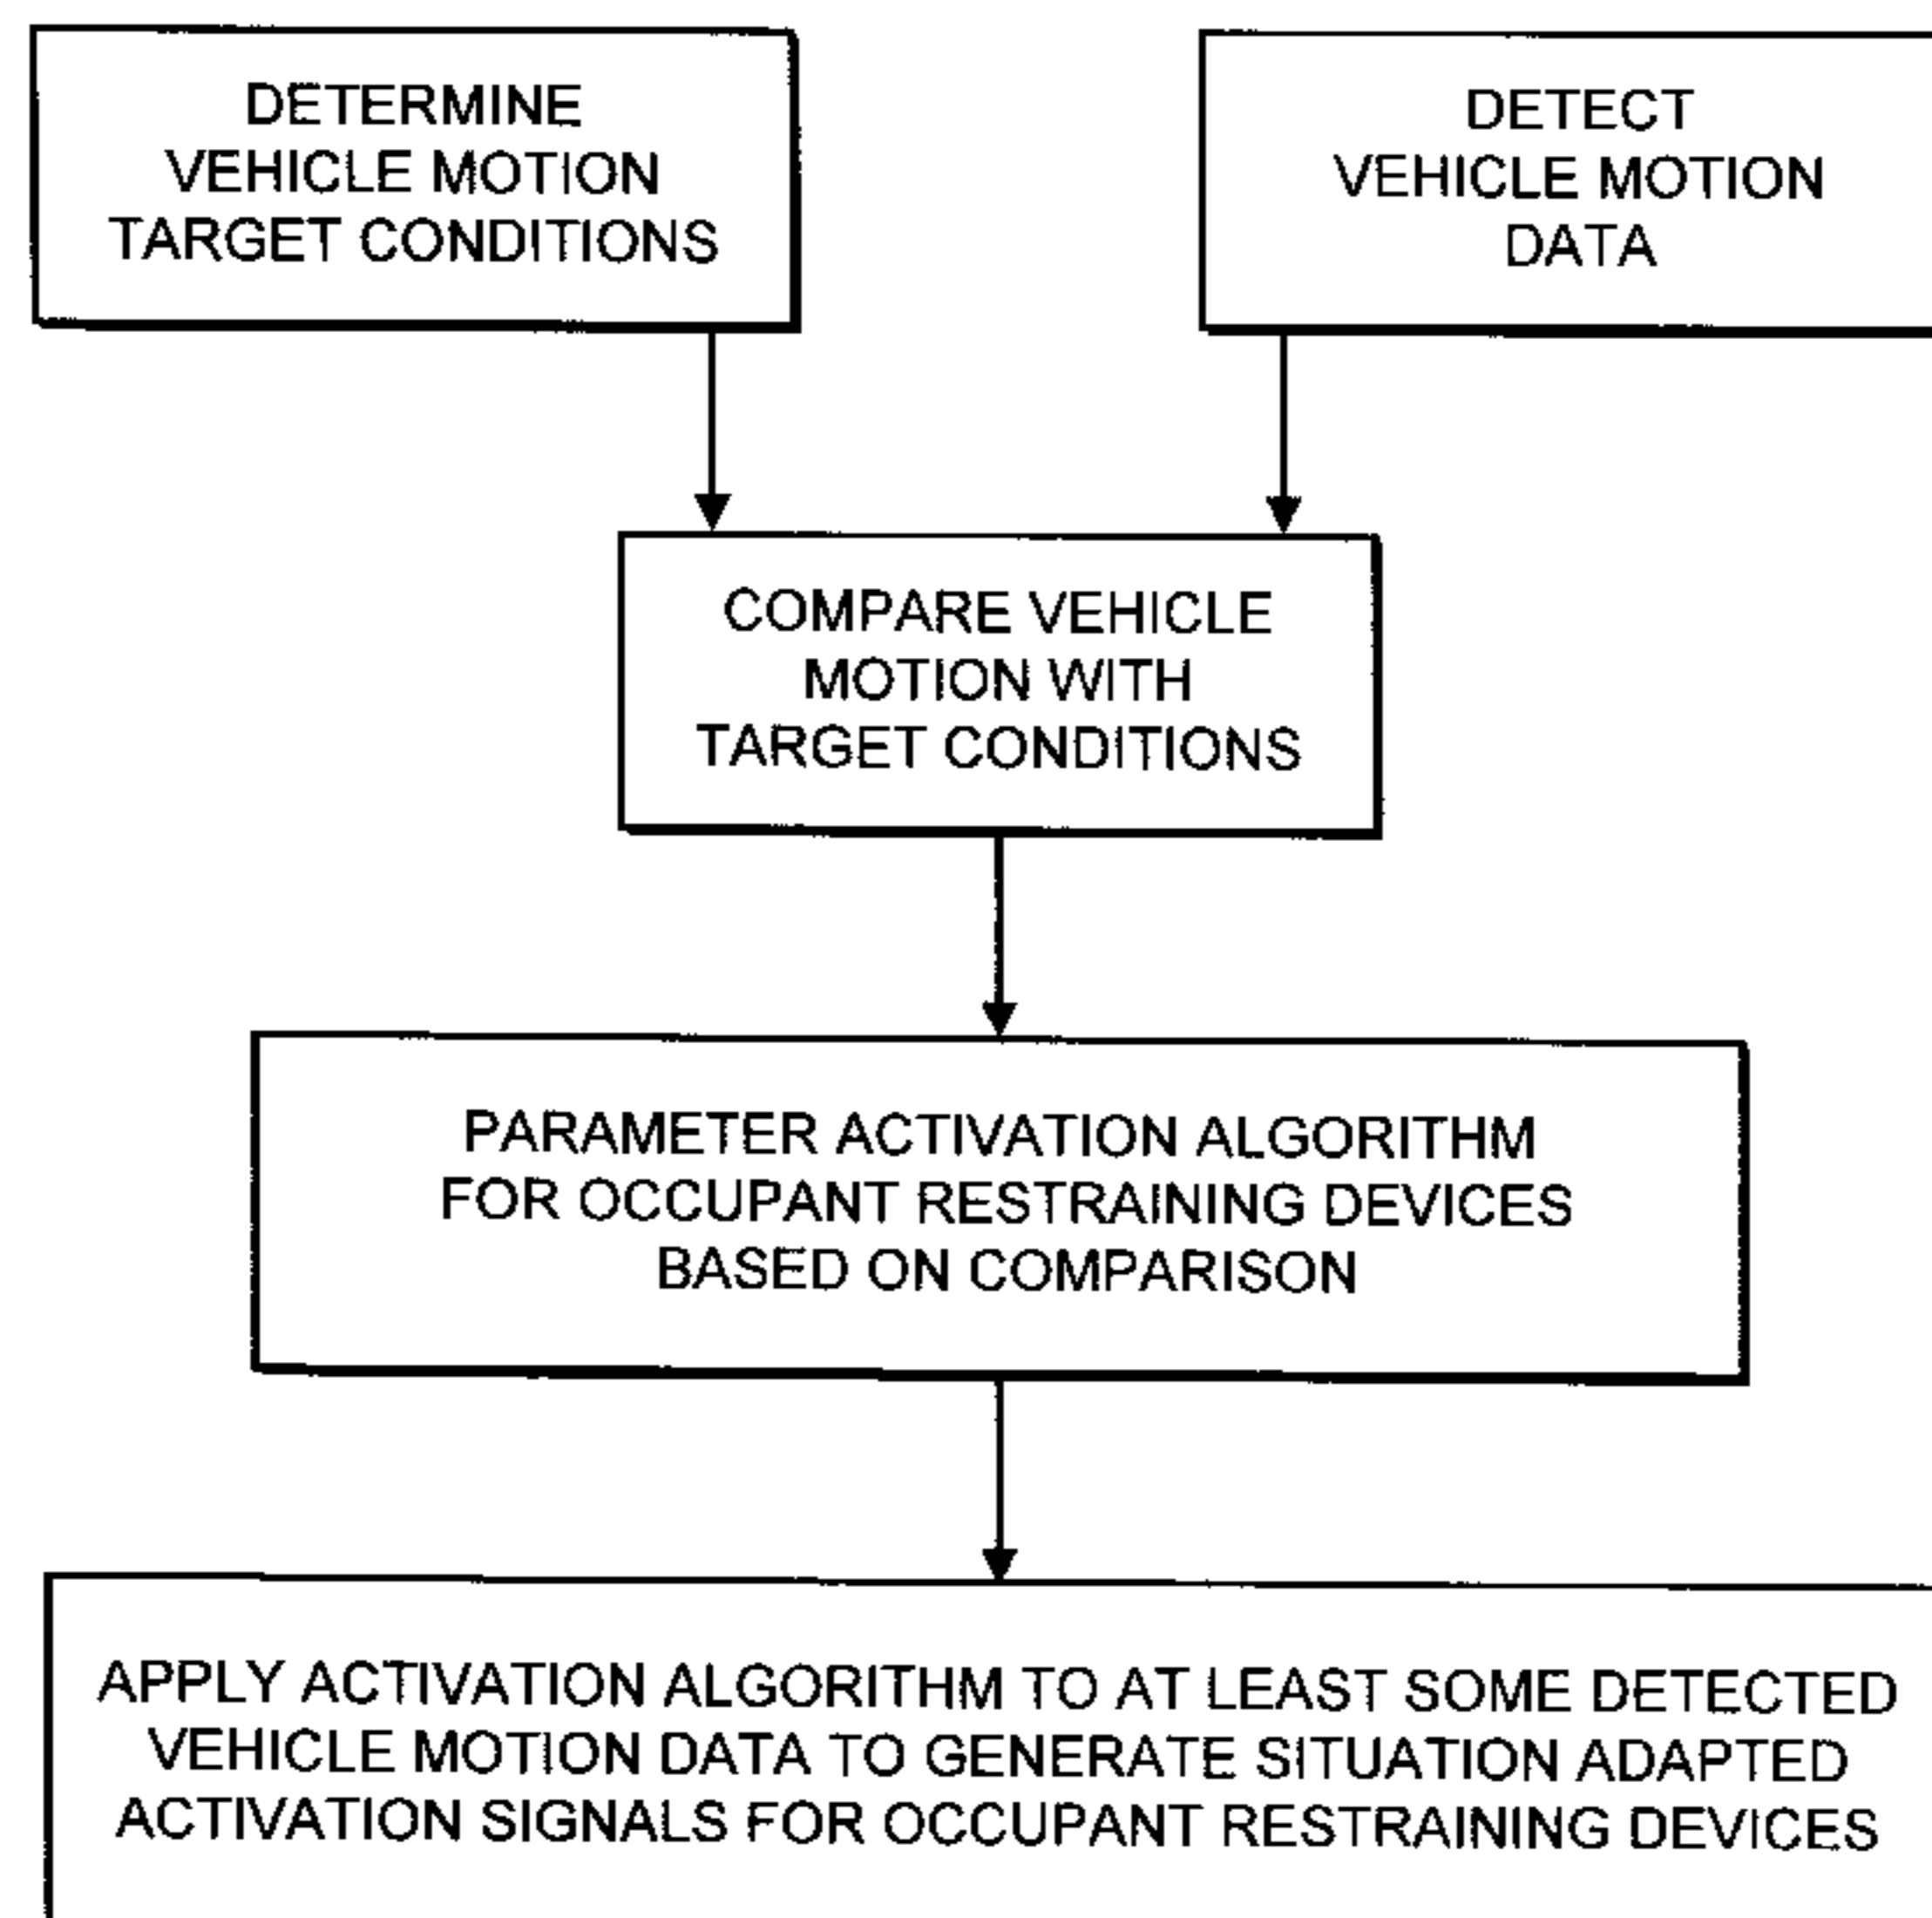 DETERMINE
VEHICLE MOTION
TARGET CONDITIONS
DETECT
VEHICLE MOTION
DATA
COMPARE VEHICLE
MOTION WITH
TARGET CONDITIONS
PARAMETER ACTIVATION ALGORITHM
FOR OCCUPANT RESTRAINING DEVICES
BASED ON COMPARISON
APPLY ACTIVATION ALGORITHM TO AT LEAST SOME DETECTED
VEHICLE MOTION DATA TO GENERATE SITUATION ADAPTED
ACTIVATION SIGNALS FOR OCCUPANT RESTRAINING DEVICES